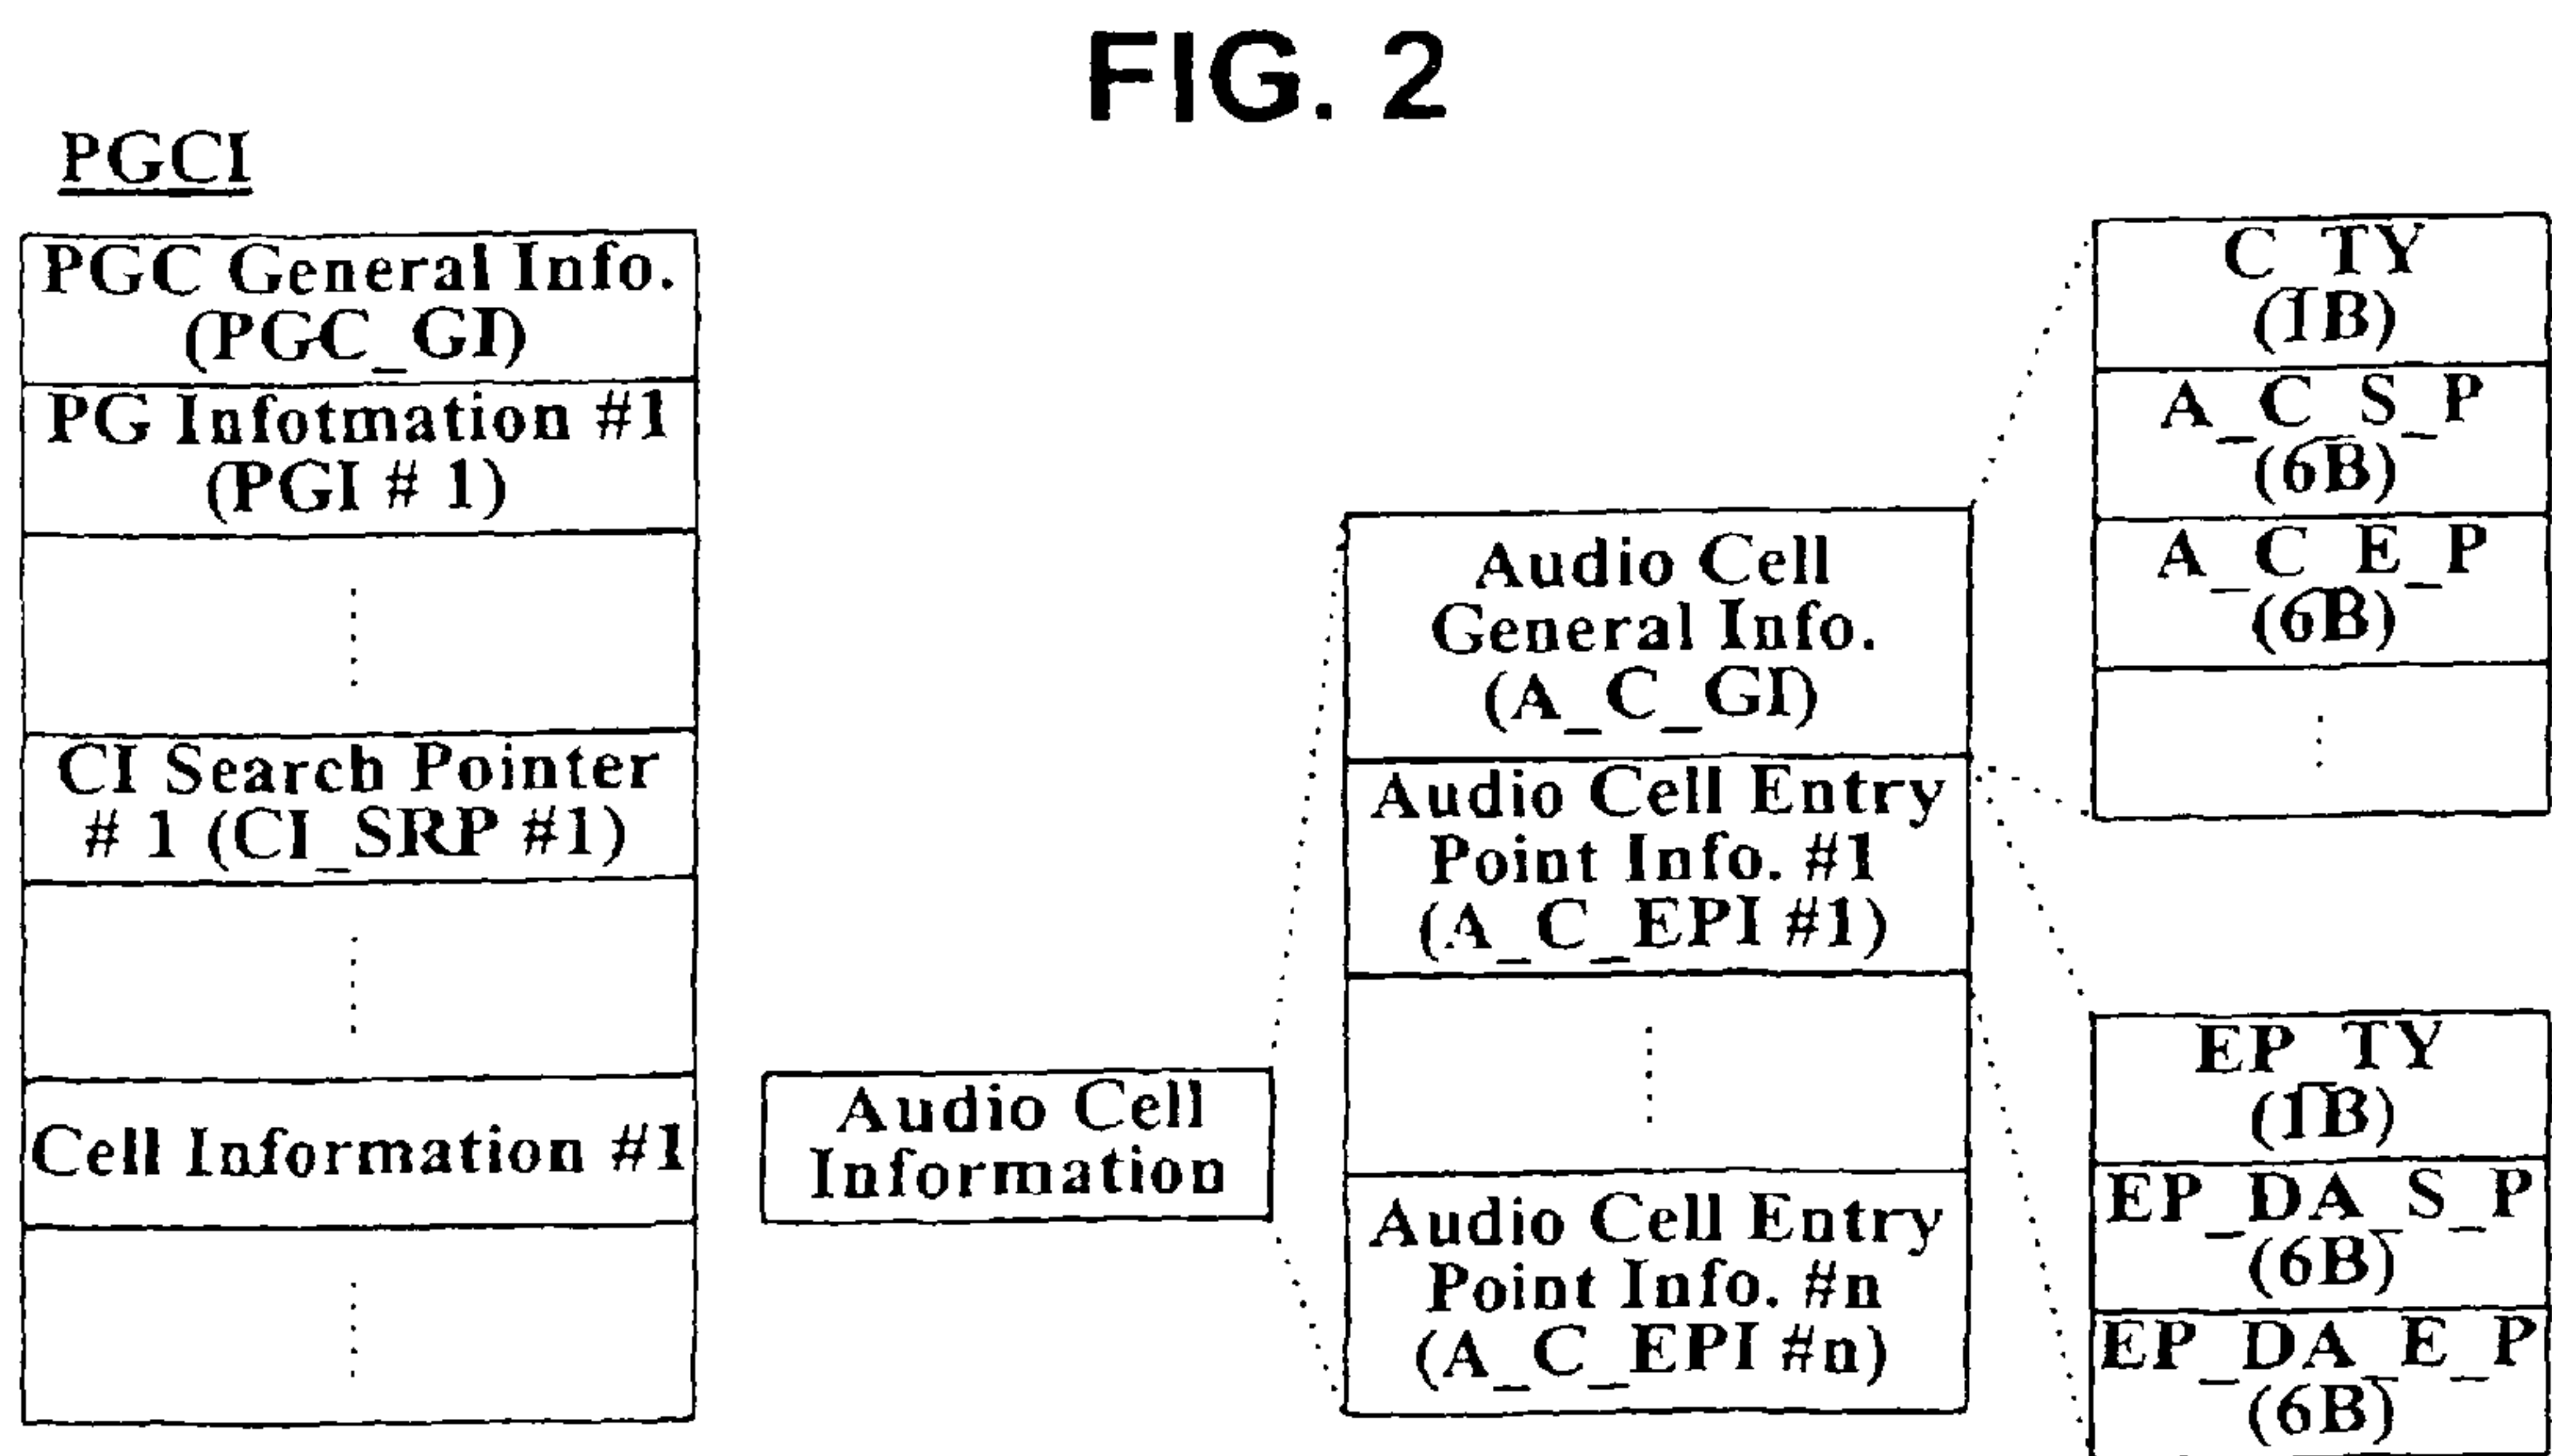 FIG. 2
PGCI
PGC General Info.
(PGC_GI)
PG Infotmation #1
(PGI # 1)
CI Search Pointer
# 1 (CI_SRP #1)
Cell Information #1
Audio Cell
Information
Audio Cell
General Info.
(A_C_GI)
Audio Cell Entry
Point Info. #1
(A_C_EPI #1)
Audio Cell Entry
Point Info. #n
(A_C_EPI #n)
C_TY
(1B)
A_C_S_P
(6B)
A_C_E_P
(6B)
EP_TY
(1B)
EP_DA_S_P
(6B)
EP_DA_E_P
(6B)